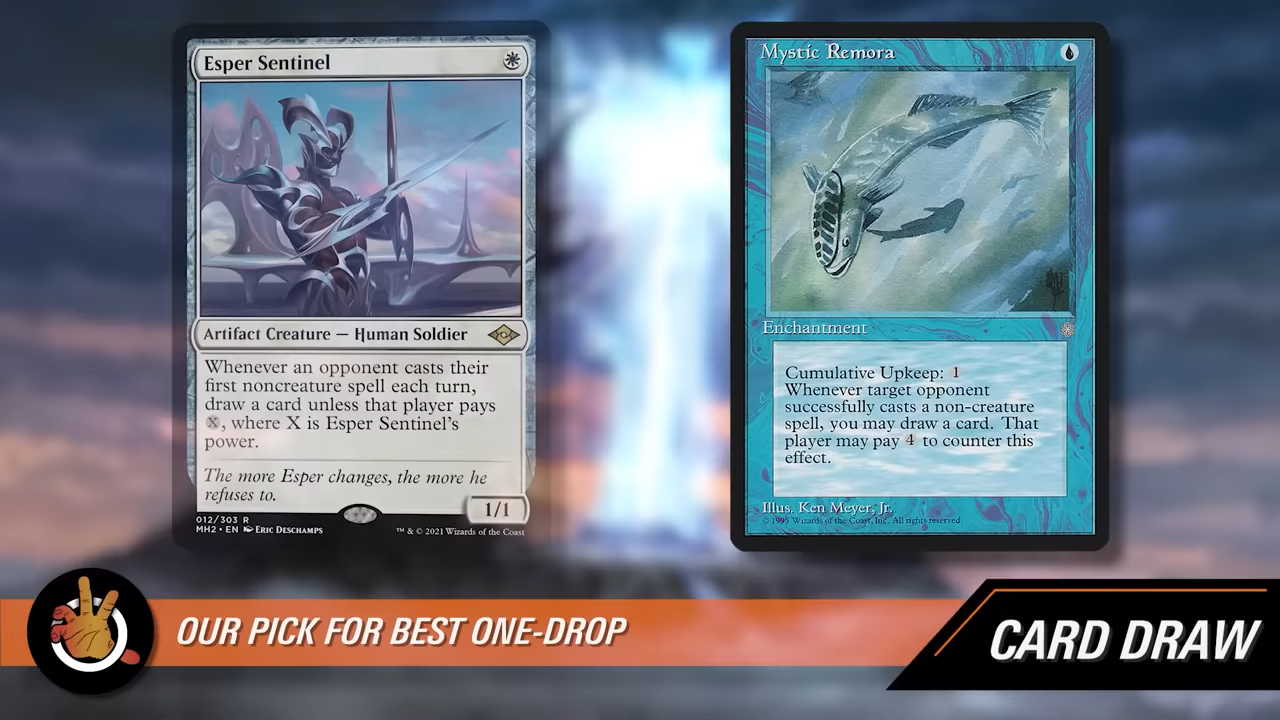 Esper Sentinel
Artifact Creature — Human Soldier
Whenever an opponent casts their
first noncreature spell each turn,
draw a card unless that player pays
X, where X is Esper Sentinel's
power.
The more Esper changes, the more he
refuses to.
1/1
012/303 R
MH2 • EN Eric Deschamps
™ & © 2021 Wizards of the Coast
Mystic Remora
Enchantment
Cumulative Upkeep: 1
Whenever target opponent
successfully casts a non-creature
spell, you may draw a card. That
player may pay 4 to counter this
effect.
Illus. Ken Meyer, Jr.
© 1995 Wizards of the Coast, Inc. All rights reserved.
OUR PICK FOR BEST ONE-DROP
CARD DRAW